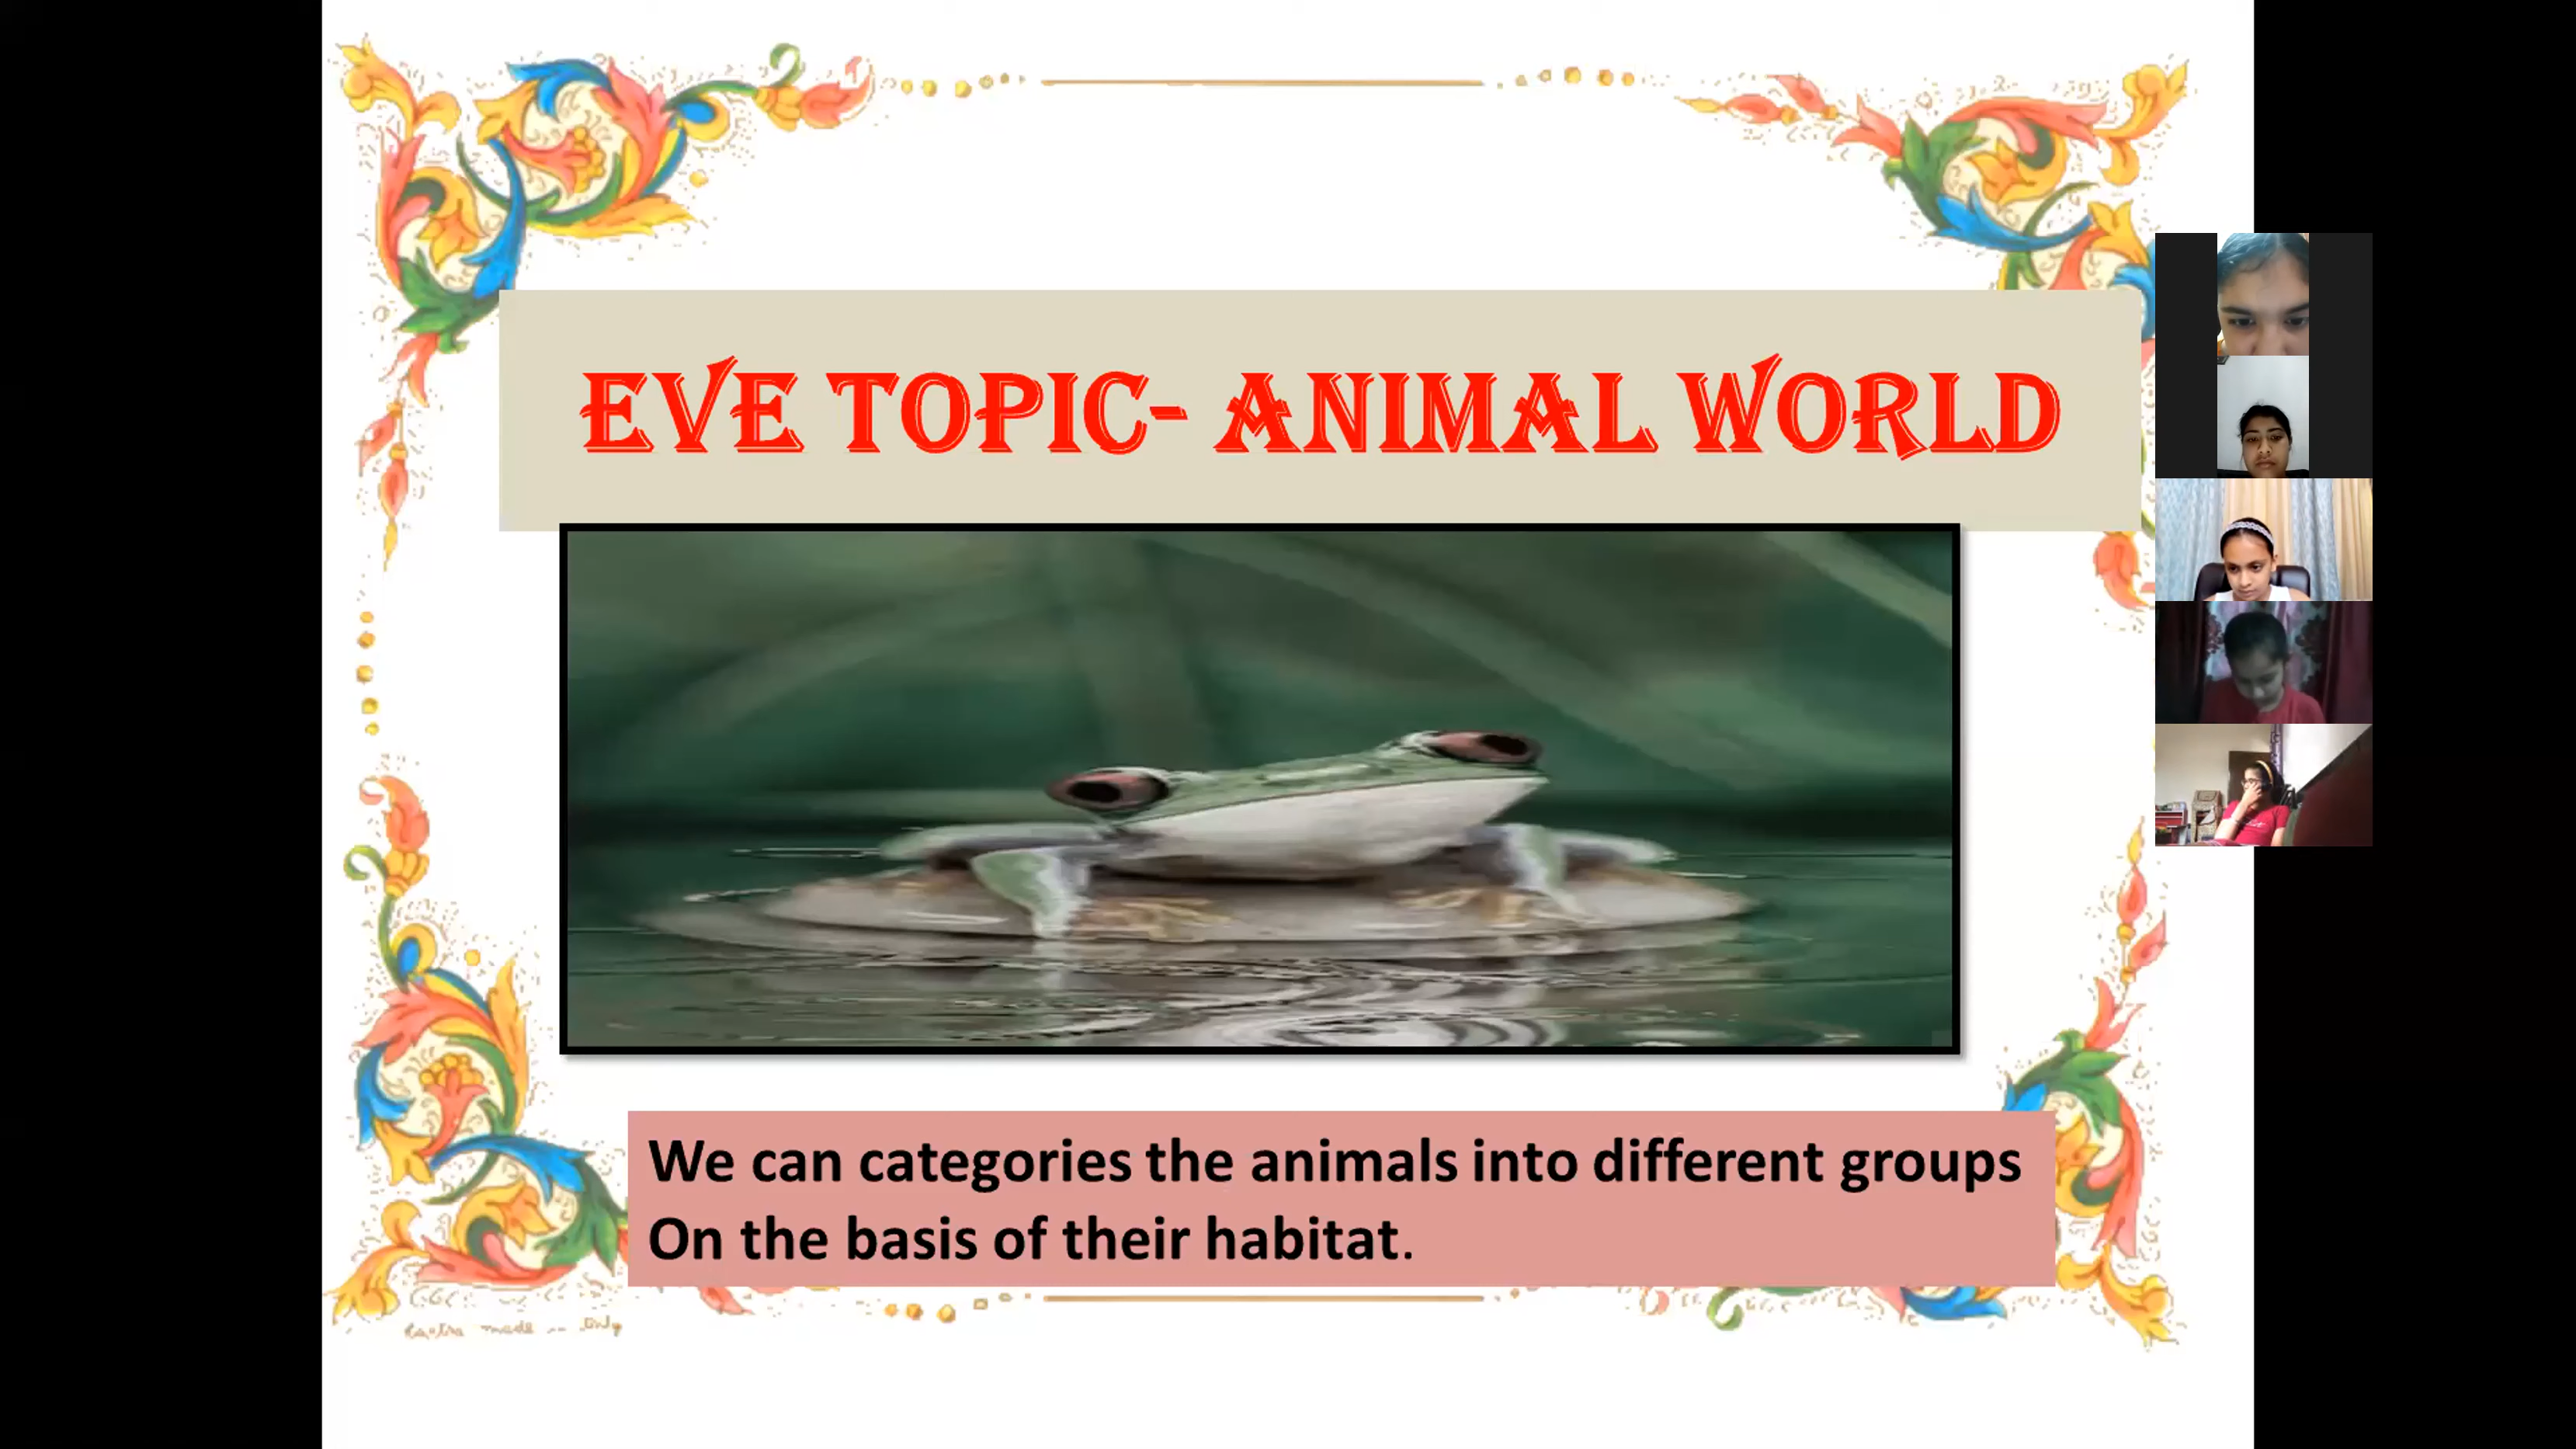 EVE TOPIC- ANIMAL WORLD
We can categories the animals into different groups
On the basis of their habitat.